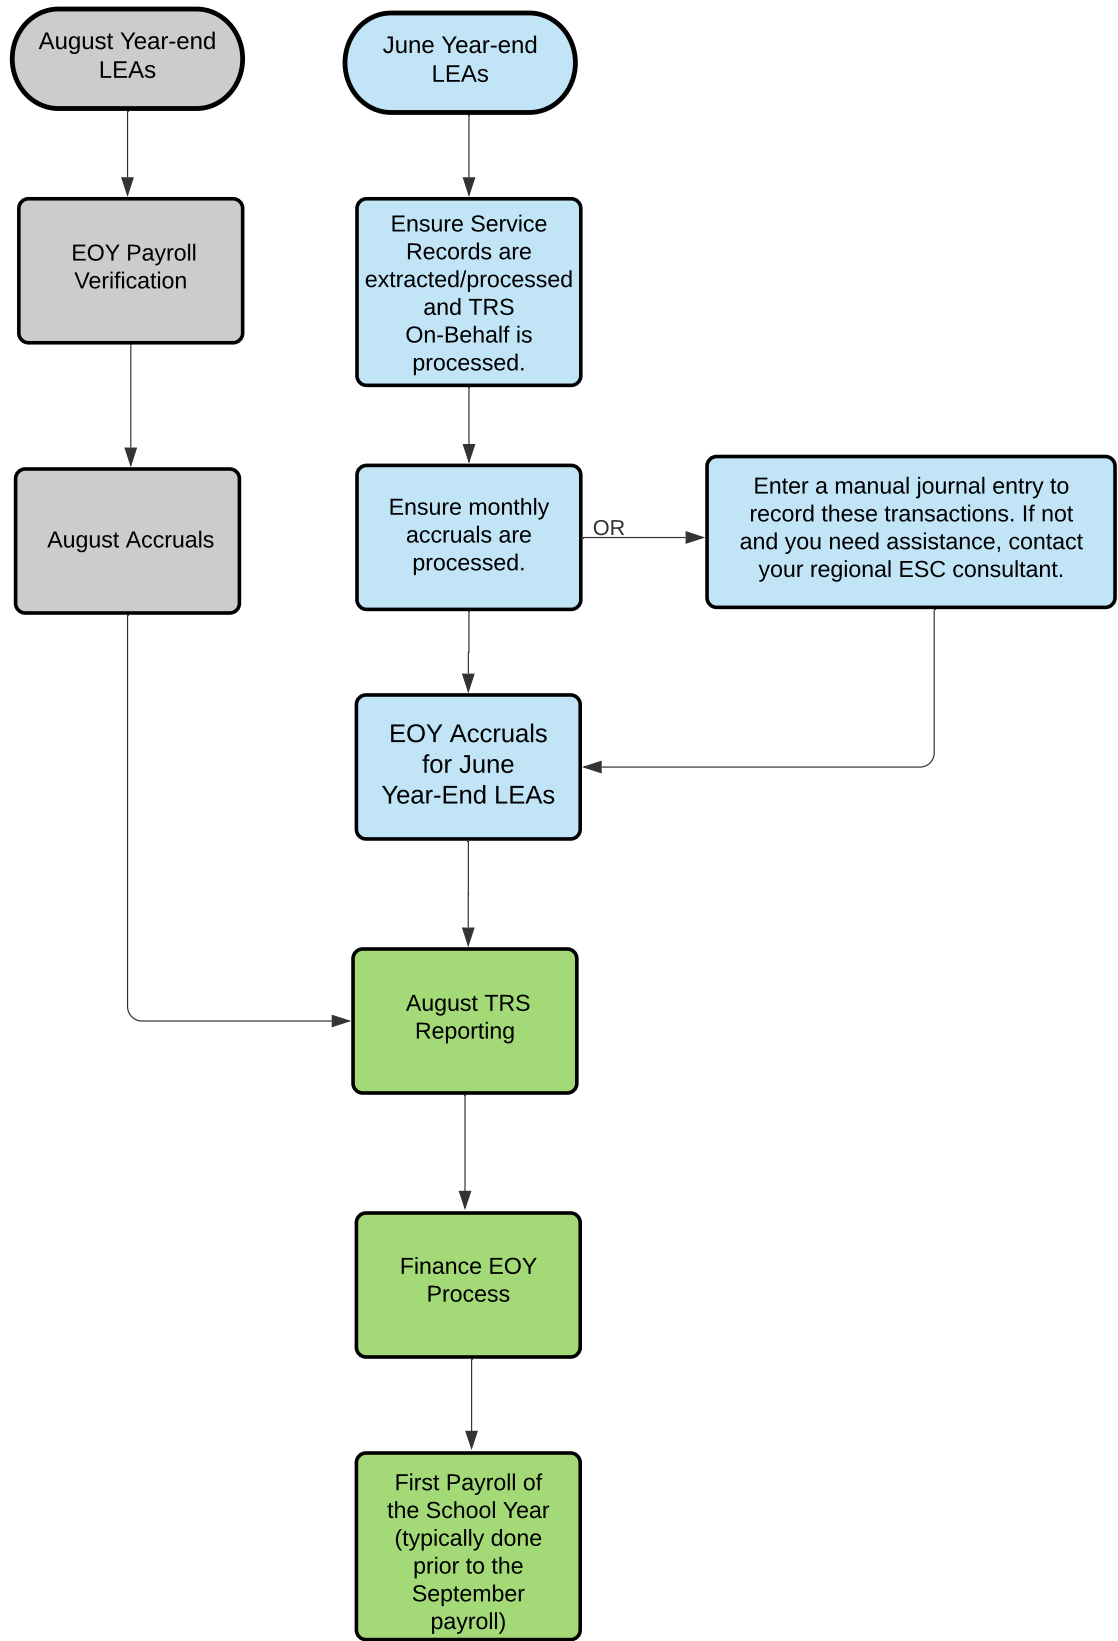 August Year-end
LEAs
June Year-end
LEAs
EOY Payroll
Verification
Ensure Service
Records are
extracted/processed
and TRS
On-Behalf is
processed.
August Accruals
Ensure monthly
accruals are
processed.
OR
Enter a manual journal entry to
record these transactions. If not
and you need assistance, contact
your regional ESC consultant.
EOY Accruals
for June
Year-End LEAs
August TRS
Reporting
Finance EOY
Process
First Payroll of
the School Year
(typically done
prior to the
September
payroll)